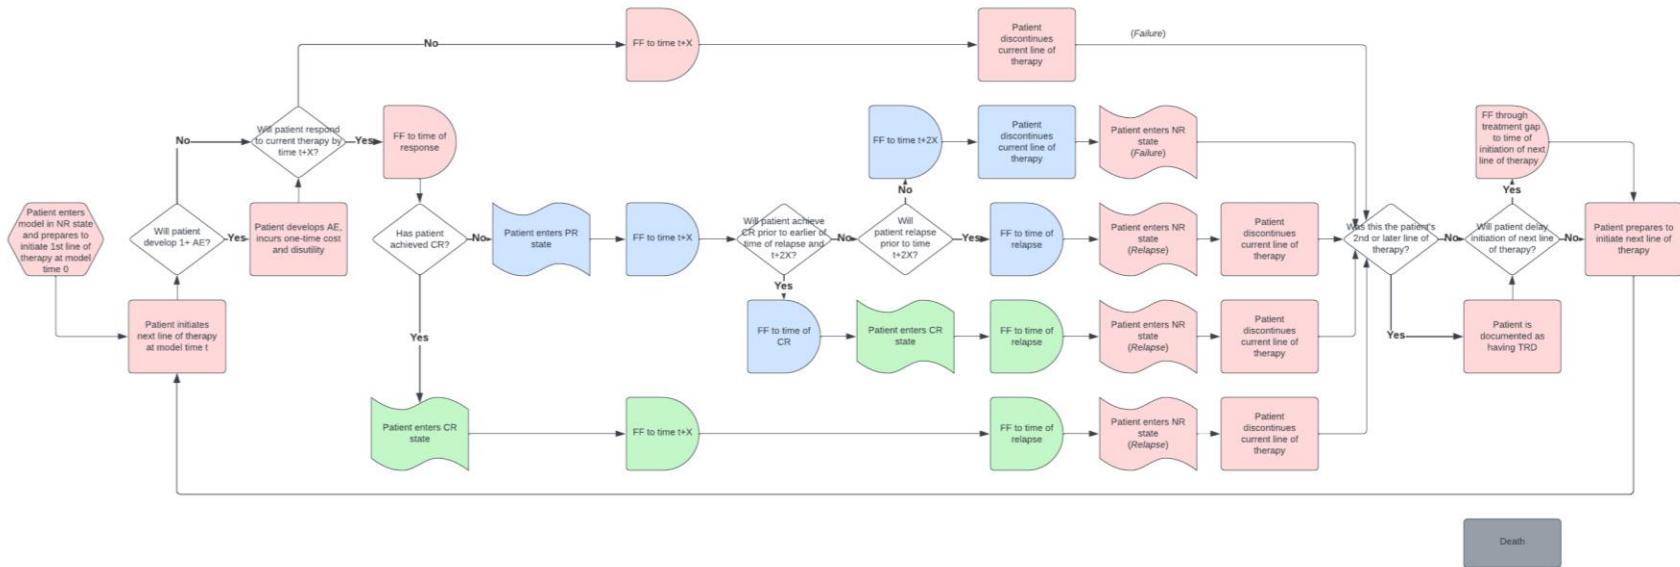 No
FF to time t+X
Patient
discontinues
current line of
therapy
(Failure)
No
Will patient respond
to current therapy by
time t+X?
Yes
FF to time of
response
FF to time t+2X
Patient
discontinues
current line of
therapy
Patient enters NR
state
(Failure)
FF through
treatment gap
to time of
initiation of next
line of therapy
No
Yes
Patient enters
model in NR state
and prepares to
initiate 1st line of
therapy at model
time 0
Will patient
develop 1+ AE?
Yes
Patient develops AE,
incurs one-time cost
and disutility
Has patient
achieved CR?
No
Patient enters PR
state
FF to time t+X
Will patient achieve
CR prior to earlier of
time of relapse and
t+2X?
No
Will
patient relapse
prior to time
t+2X?
Yes
FF to time of
relapse
Patient enters NR
state
(Relapse)
Patient
discontinues
current line of
therapy
Was this the patient's
2nd or later line of
therapy?
No
Will patient delay
initiation of next line
of therapy?
No
Patient prepares to
initiate next line of
therapy
Yes
Patient initiates
next line of therapy
at model time t
Yes
FF to time of
CR
Patient enters CR
state
FF to time of
relapse
Patient enters NR
state
(Relapse)
Patient
discontinues
current line of
therapy
Yes
Patient is
documented as
having TRD
Patient enters CR
state
FF to time t+X
FF to time of
relapse
Patient enters NR
state
(Relapse)
Patient
discontinues
current line of
therapy
Death